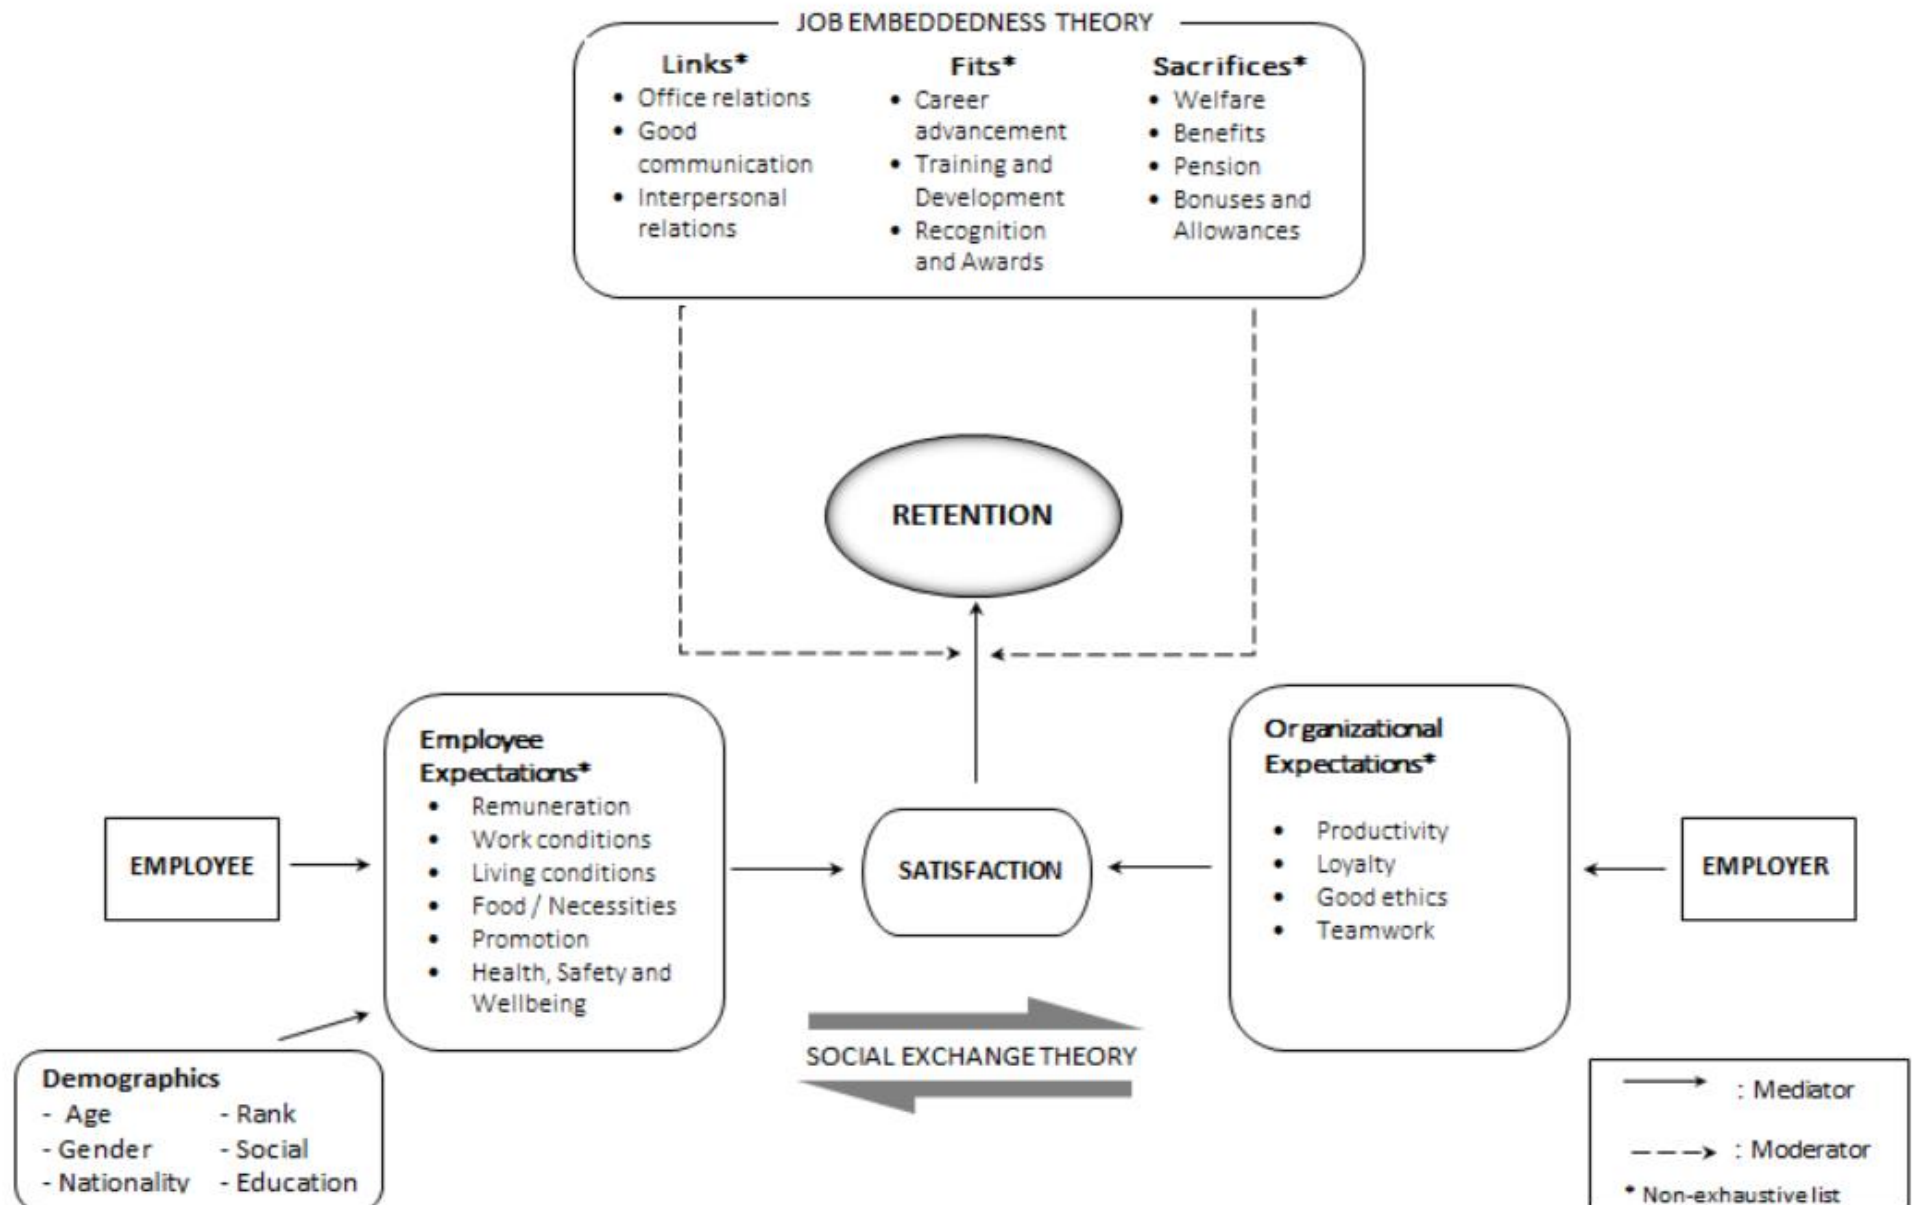 JOB EMBEDDEDNESS THEORY
Links*
• Office relations
• Good
communication
• Interpersonal
relations
Fits*
• Career
advancement
• Training and
Development
• Recognition
and Awards
Sacrifices*
• Welfare
• Benefits
• Pension
• Bonuses and
Allowances
RETENTION
EMPLOYEE
Employee
Expectations*
• Remuneration
• Work conditions
• Living conditions
• Food / Necessities
• Promotion
• Health, Safety and
Wellbeing
SATISFACTION
Organizational
Expectations*
• Productivity
• Loyalty
• Good ethics
• Teamwork
EMPLOYER
SOCIAL EXCHANGE THEORY
Demographics
- Age - Rank
- Gender - Social
- Nationality - Education
: Mediator
: Moderator
* Non-exhaustive list